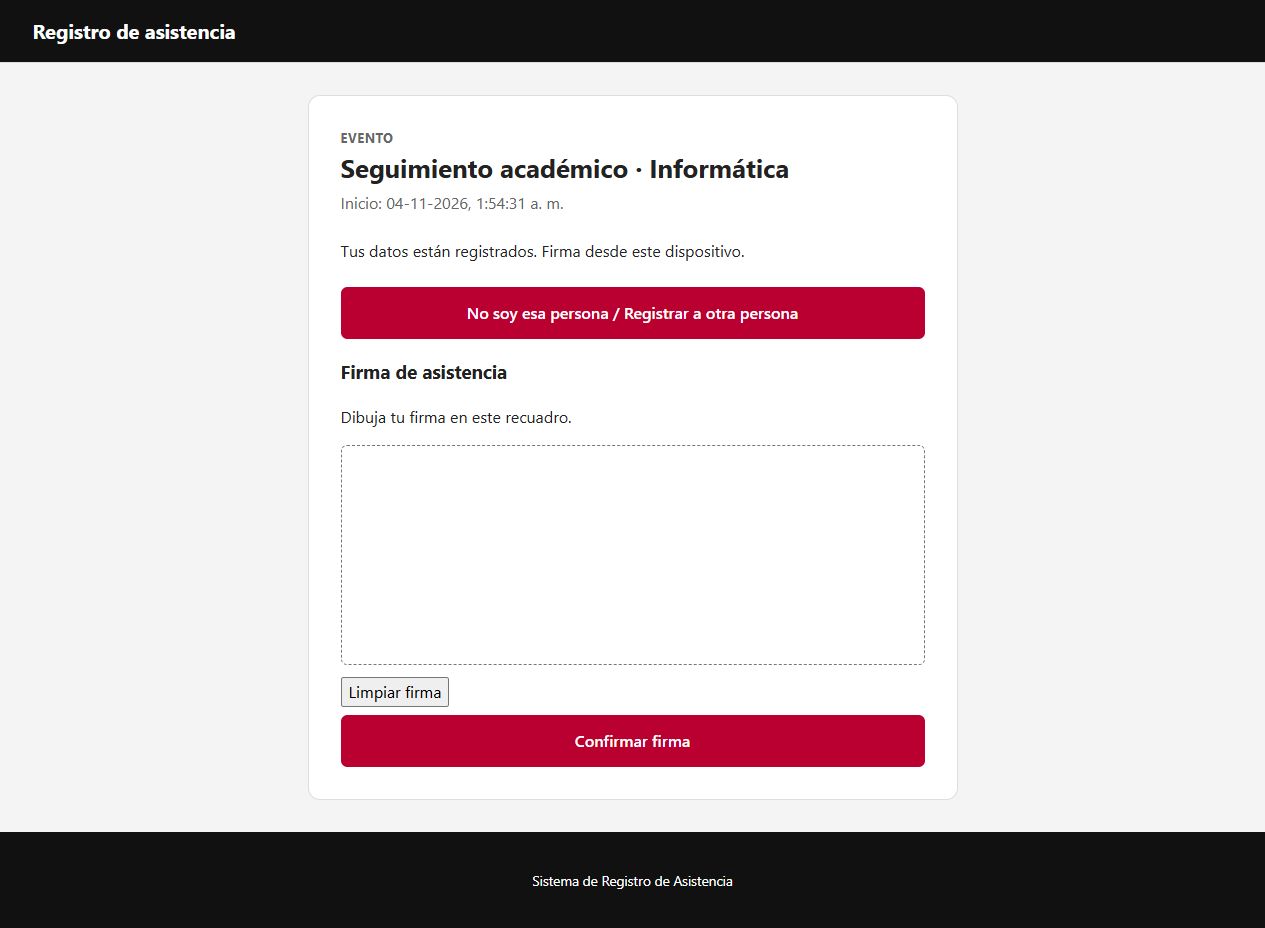 Registro de asistencia
EVENTO
Seguimiento académico · Informática
Inicio: 04-11-2026, 1:54:31 a. m.
Tus datos están registrados. Firma desde este dispositivo.
No soy esa persona / Registrar a otra persona
Firma de asistencia
Dibuja tu firma en este recuadro.
Limpiar firma
Confirmar firma
Sistema de Registro de Asistencia